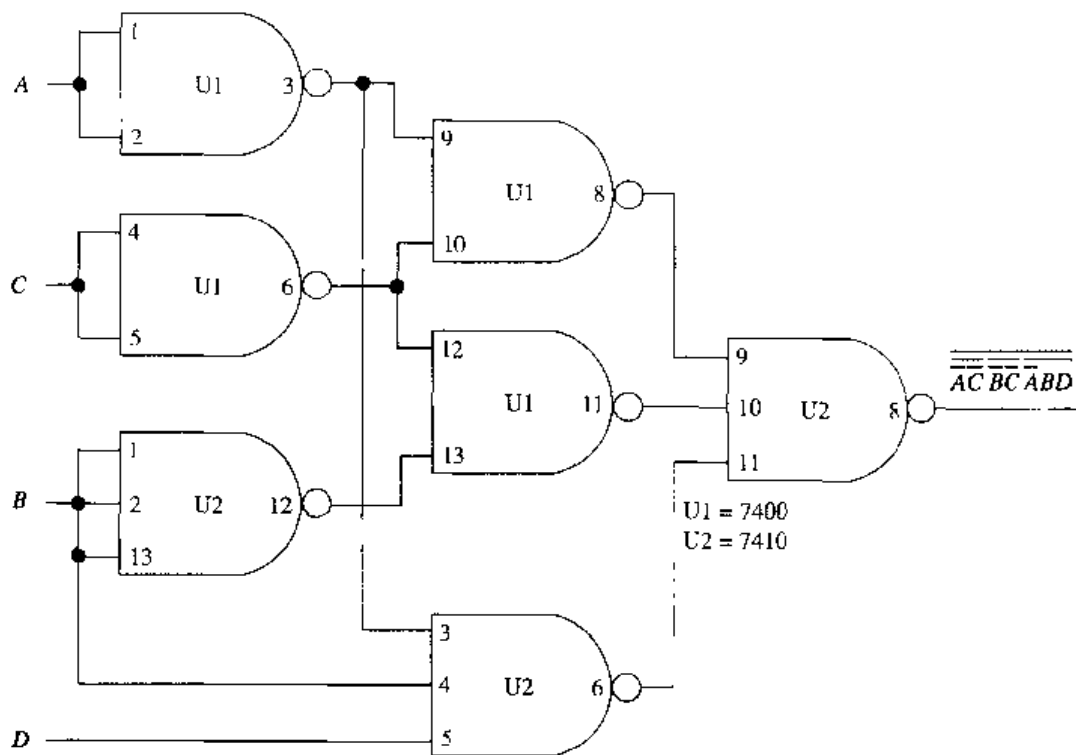 1
A U1 3
2
9
U1 8
10
4
C U1 6
5
12
U1 11
13
9
10 U2 8
11
A̅C̅ B̅C̅ A̅BD
1
B 2 U2 12
13
U1 = 7400
U2 = 7410
3
4 U2 6
5
D